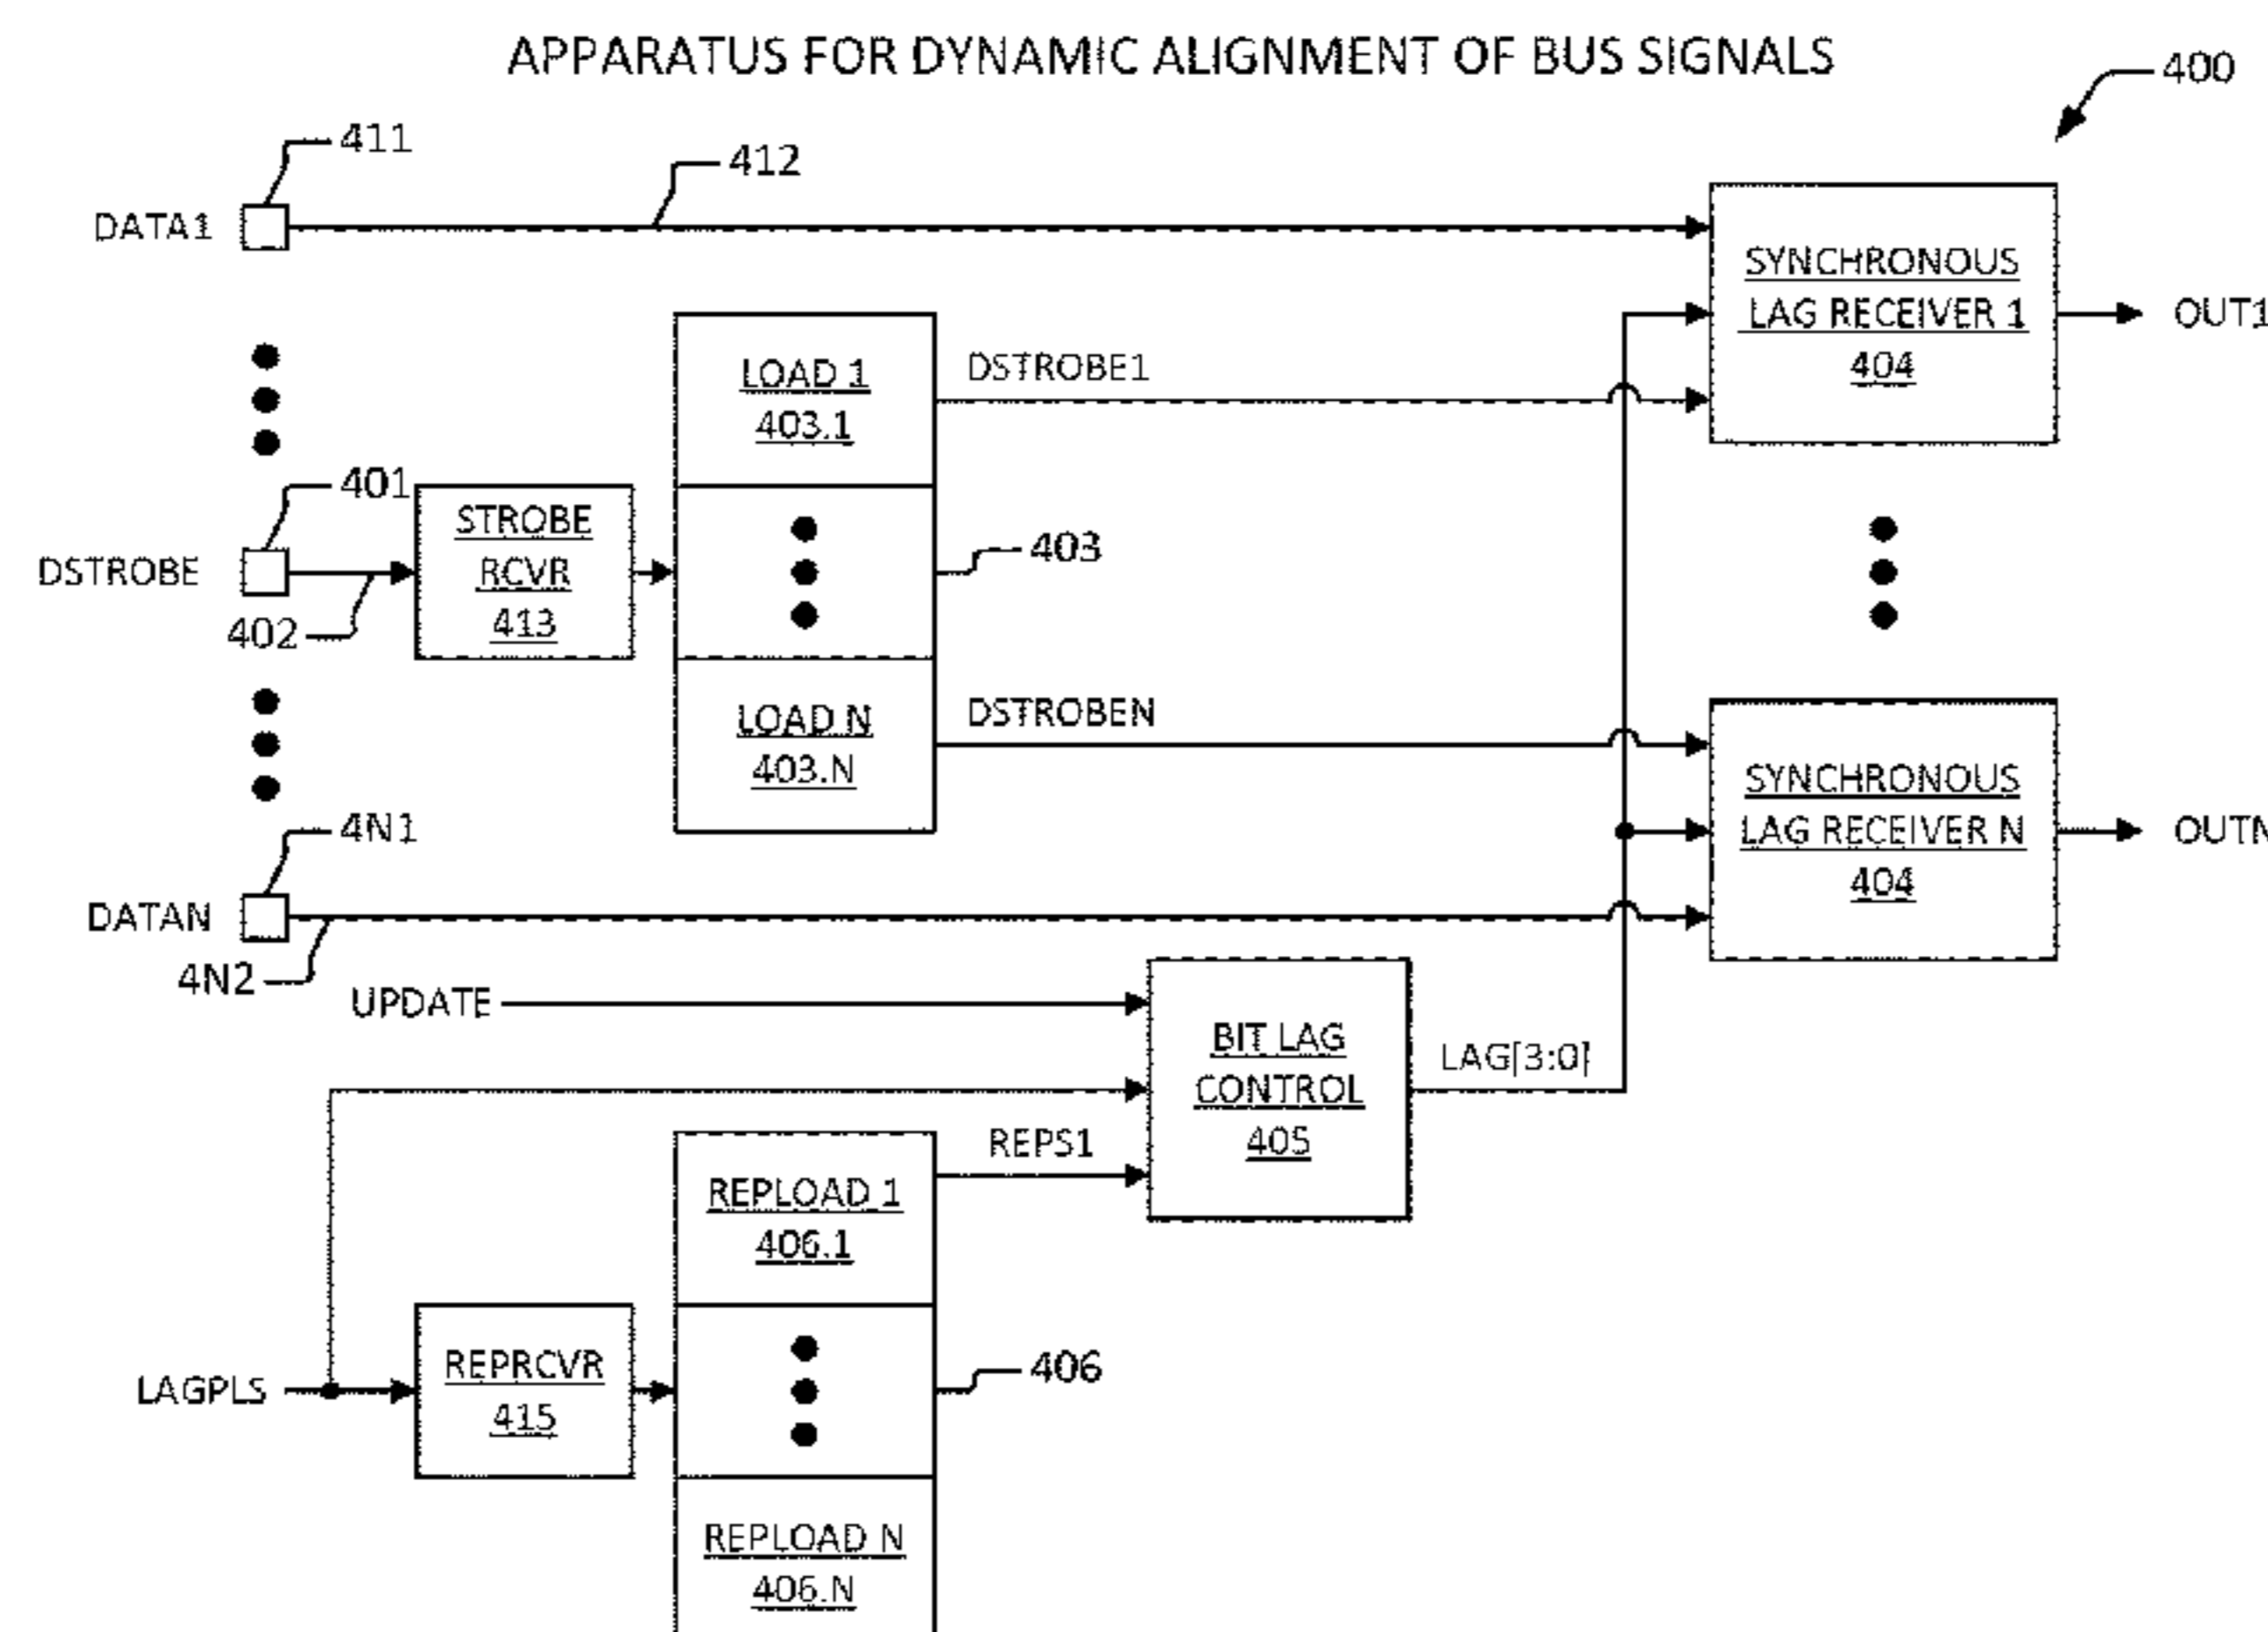 APPARATUS FOR DYNAMIC ALIGNMENT OF BUS SIGNALS
400
411
412
DATA1
SYNCHRONOUS
LAG RECEIVER 1
404
OUT1
LOAD 1
403.1
DSTROBE1
401
STROBE
RCVR
413
DSTROBE
402
403
LOAD N
403.N
DSTROBEN
SYNCHRONOUS
LAG RECEIVER N
404
OUTN
4N1
DATAN
4N2
UPDATE
BIT LAG
CONTROL
405
LAG[3:0]
REPS1
REPLOAD 1
406.1
LAGPLS
REPRCVR
415
406
REPLOAD N
406.N